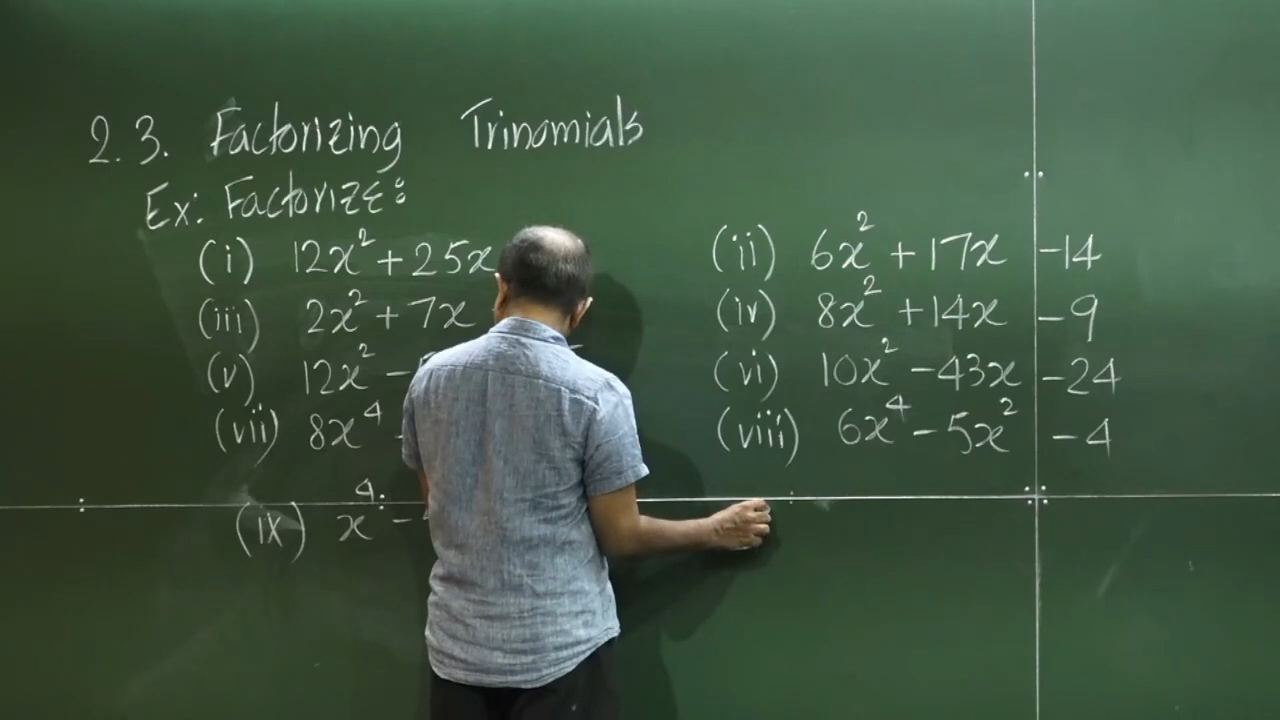 2.3. Factorizing Trinomials
Ex: Factorize:
(i) 12x² + 25x
(ii) 6x² + 17x - 14
(iii) 2x² + 7x
(iv) 8x² + 14x - 9
(v) 12x² -
(vi) 10x² - 43x - 24
(vii) 8x⁴ -
(viii) 6x⁴ - 5x² - 4
(ix) x⁴ -